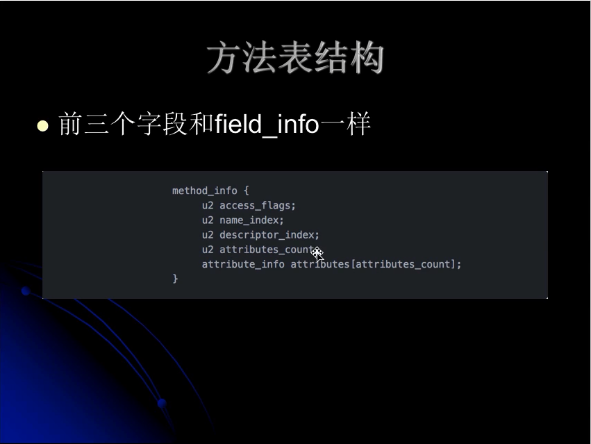 方法表结构
前三个字段和field_info一样
method_info {
u2 access_flags;
u2 name_index;
u2 descriptor_index;
u2 attributes_count;
attribute_info attributes[attributes_count];
}